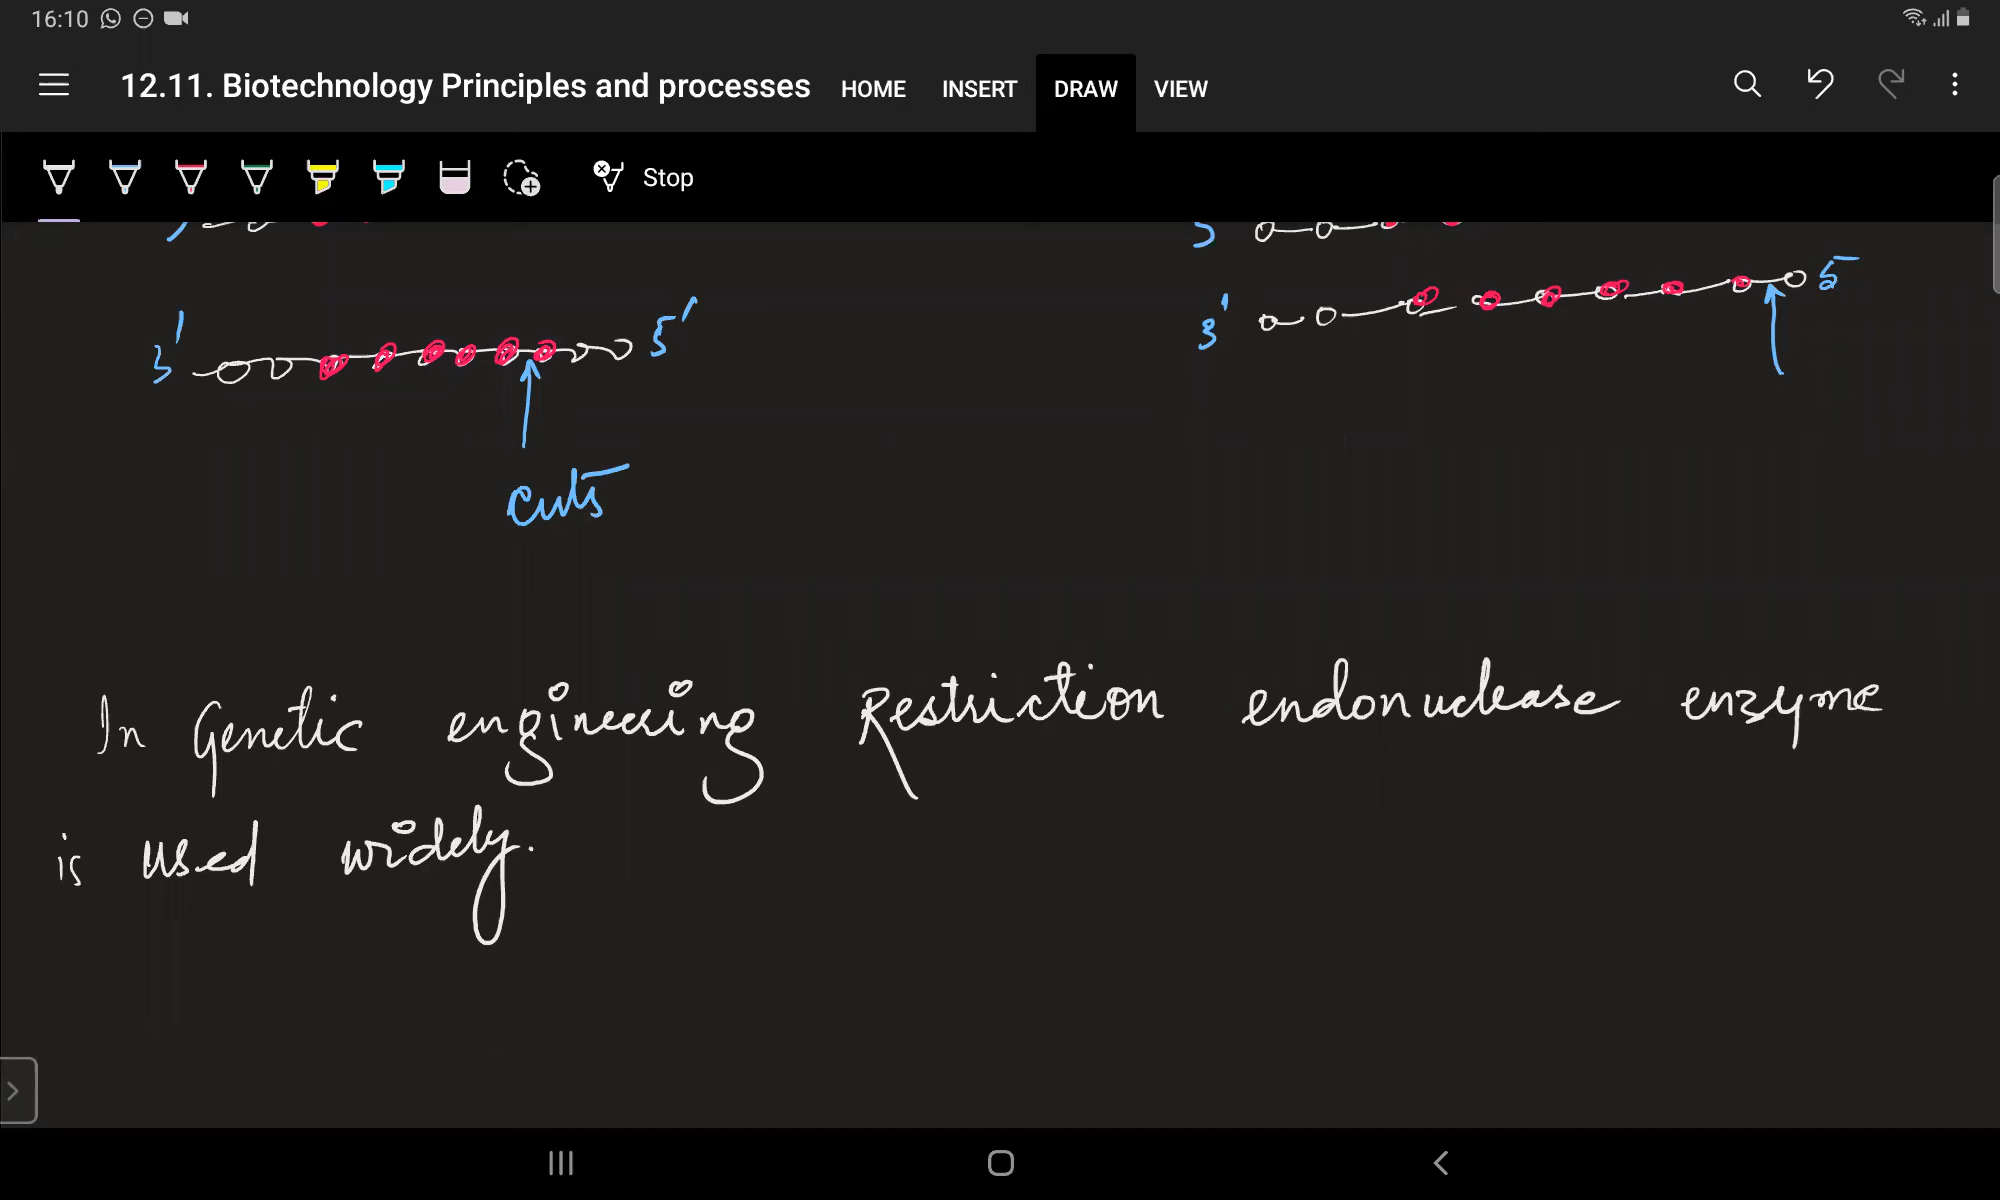 16:10
12.11. Biotechnology Principles and processes HOME INSERT DRAW VIEW
Stop
3' 5'
3' 5
cuts
In Genetic engineering Restriction endonuclease enzyme
is used widely.